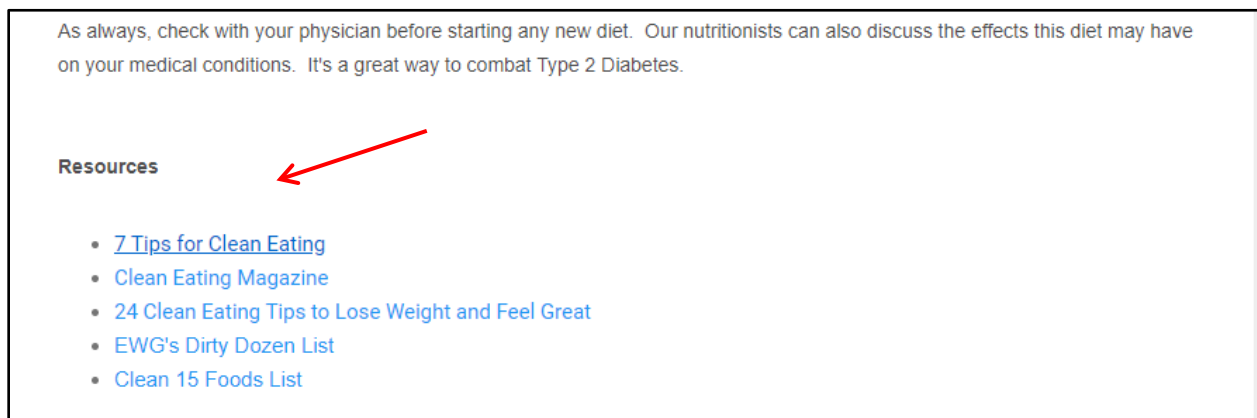 As always, check with your physician before starting any new diet.  Our nutritionists can also discuss the effects this diet may have
on your medical conditions.  It's a great way to combat Type 2 Diabetes.
Resources
7 Tips for Clean Eating
Clean Eating Magazine
24 Clean Eating Tips to Lose Weight and Feel Great
EWG's Dirty Dozen List
Clean 15 Foods List